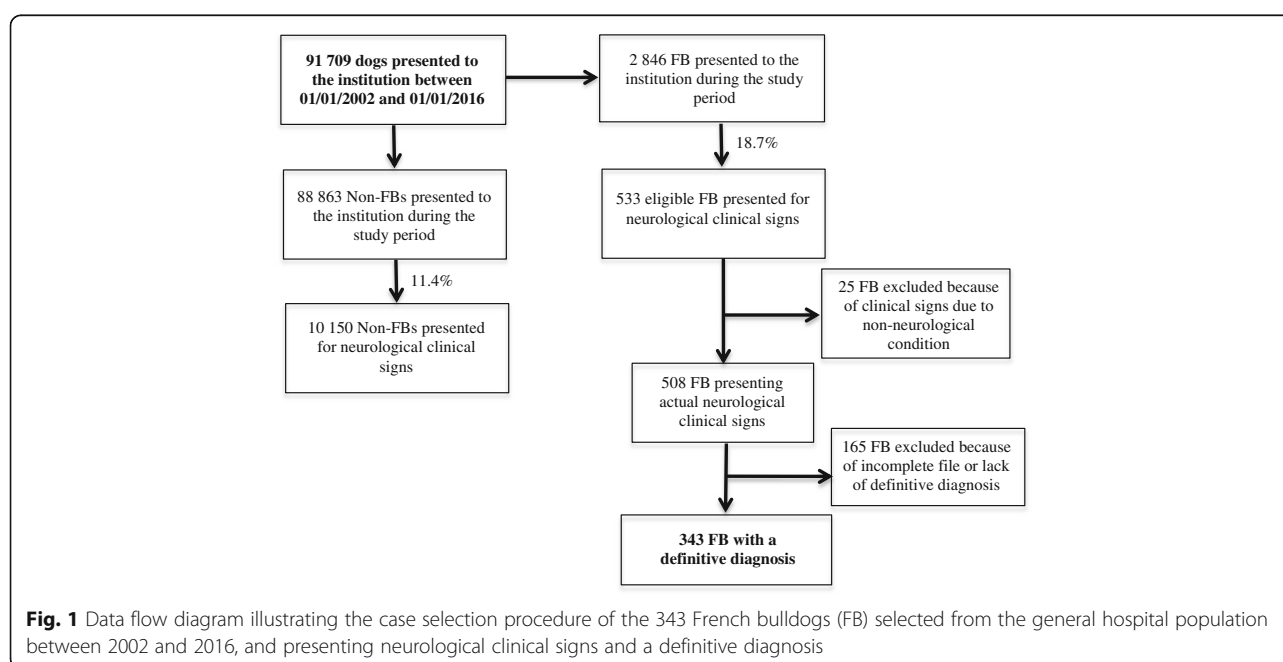 91 709 dogs presented to
the institution between
01/01/2002 and 01/01/2016
2 846 FB presented to the
institution during the study
period
18.7%
88 863 Non-FBs presented to
the institution during the
study period
533 eligible FB presented for
neurological clinical signs
11.4%
25 FB excluded because
of clinical signs due to
non-neurological
condition
10 150 Non-FBs presented
for neurological clinical
signs
508 FB presenting
actual neurological
clinical signs
165 FB excluded because
of incomplete file or lack
of definitive diagnosis
343 FB with a
definitive diagnosis
Fig. 1 Data flow diagram illustrating the case selection procedure of the 343 French bulldogs (FB) selected from the general hospital population
between 2002 and 2016, and presenting neurological clinical signs and a definitive diagnosis